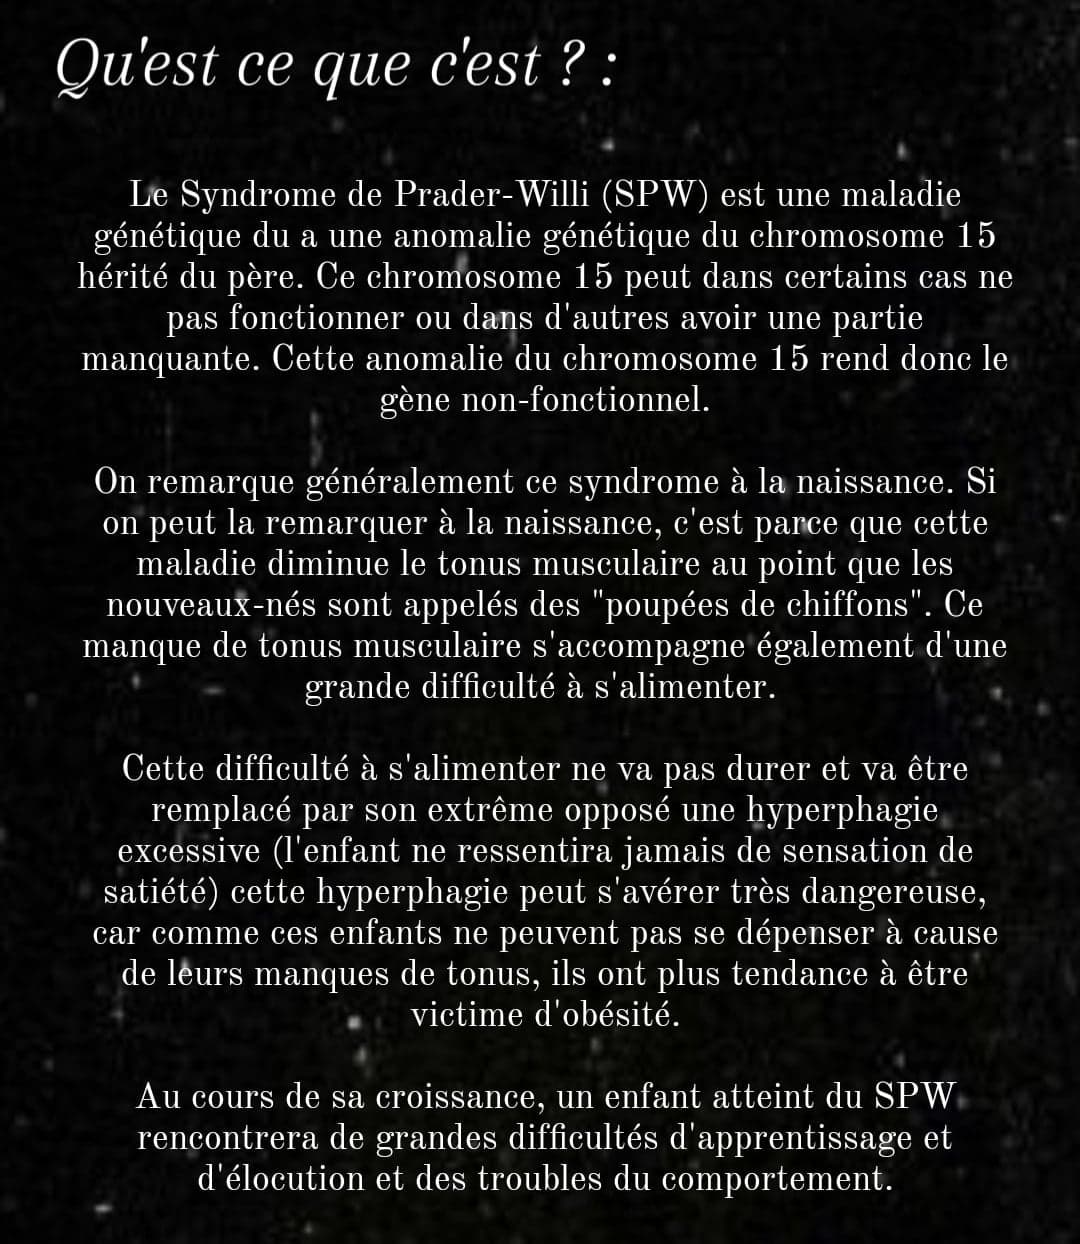 Qu'est ce que c'est ? :
Le Syndrome de Prader-Willi (SPW) est une maladie
génétique du a une anomalie génétique du chromosome 15
hérité du père. Ce chromosome 15 peut dans certains cas ne
pas fonctionner ou dans d'autres avoir une partie
manquante. Cette anomalie du chromosome 15 rend donc le
gène non-fonctionnel.
On remarque généralement ce syndrome à la naissance. Si
on peut la remarquer à la naissance, c'est parce que cette
maladie diminue le tonus musculaire au point que les
nouveaux-nés sont appelés des "poupées de chiffons". Ce
manque de tonus musculaire s'accompagne également d'une
grande difficulté à s'alimenter.
Cette difficulté à s'alimenter ne va pas durer et va être
remplacé par son extrême opposé une hyperphagie
excessive (l'enfant ne ressentira jamais de sensation de
satiété) cette hyperphagie peut s'avérer très dangereuse,
car comme ces enfants ne peuvent pas se dépenser à cause
de leurs manques de tonus, ils ont plus tendance à être
victime d'obésité.
Au cours de sa croissance, un enfant atteint du SPW
rencontrera de grandes difficultés d'apprentissage et
d'élocution et des troubles du comportement.